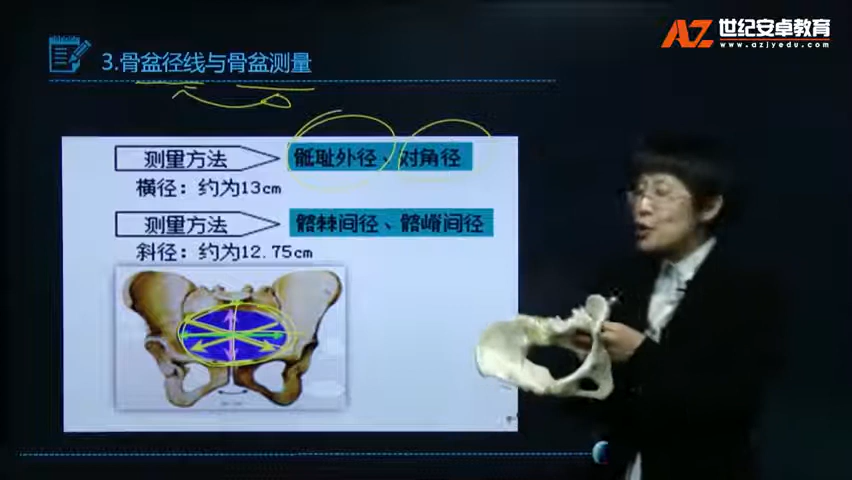 世纪安卓教育
www.azjyedu.com
3.骨盆径线与骨盆测量
测量方法 骶耻外径、对角径
横径：约为13cm
测量方法 髂棘间径、髂嵴间径
斜径：约为12.75cm